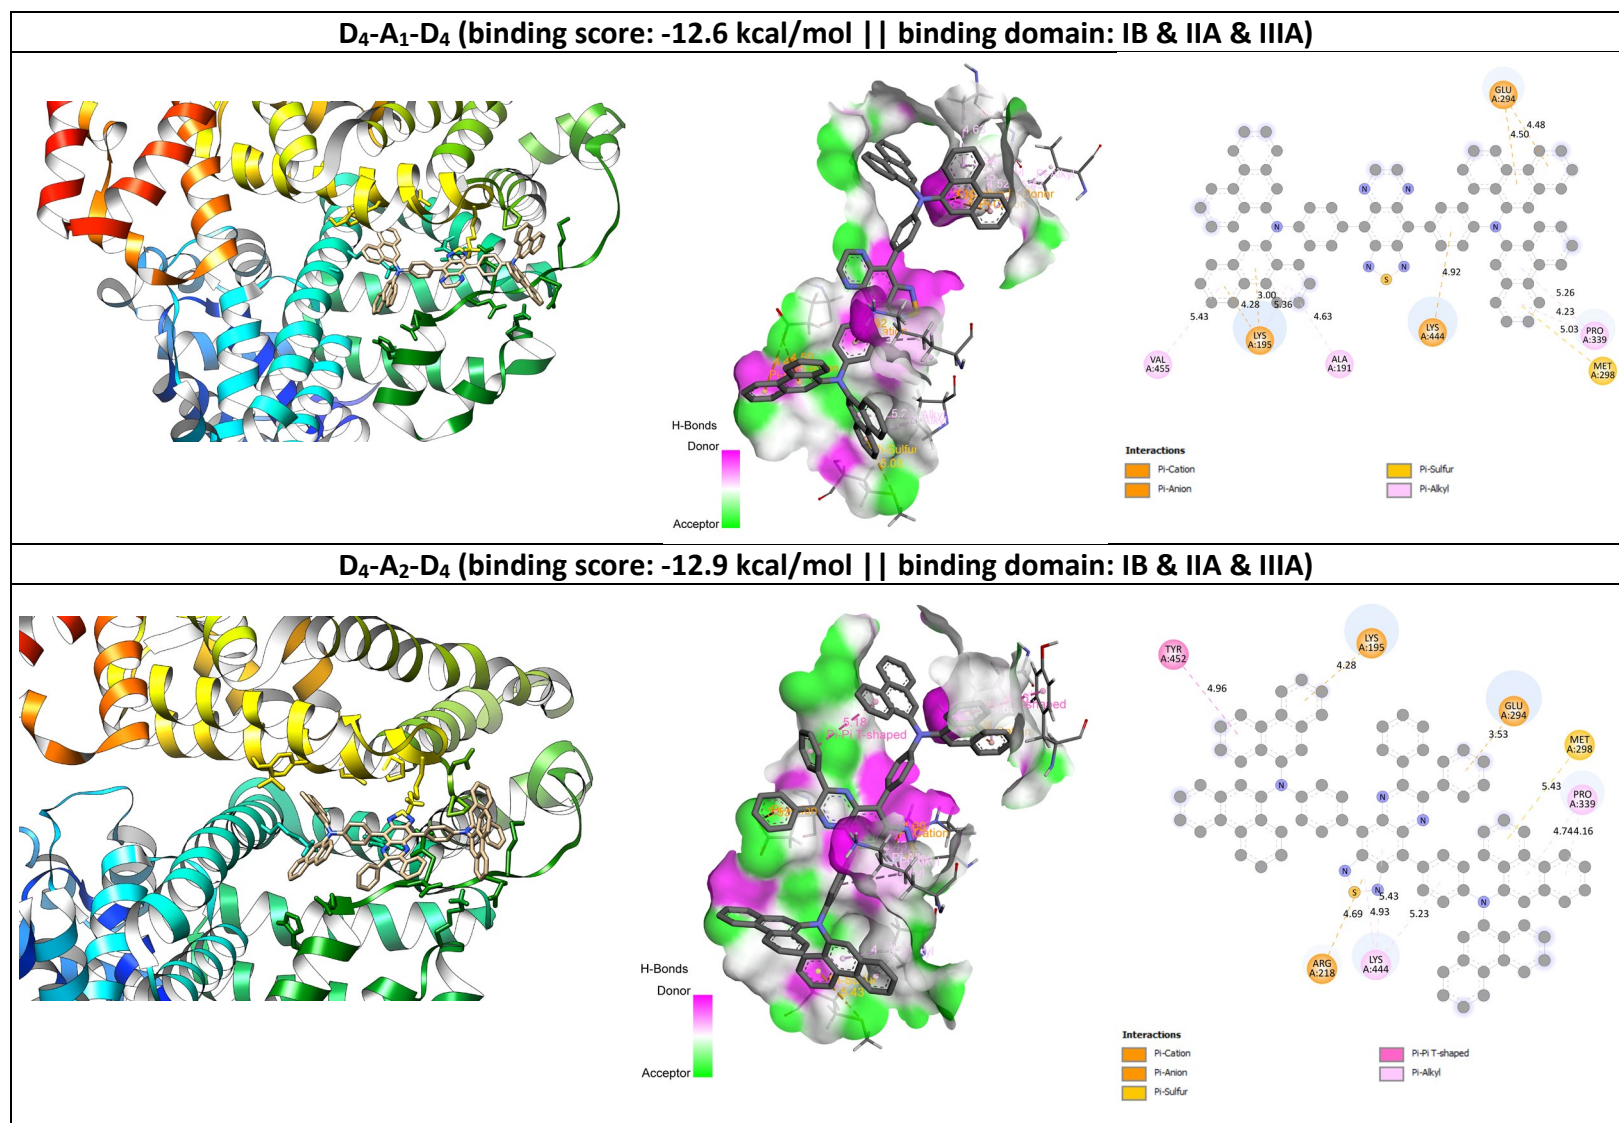 D4-A1-D4 (binding score: -12.6 kcal/mol || binding domain: IB & IIA & IIIA)
H-Bonds
Donor
Acceptor
GLU
A:294
4.48
4.50
N
N
N
N
N
N
S
4.92
3.00
4.28
5.36
5.43
4.63
5.26
4.23
5.03
LYS
A:195
LYS
A:444
PRO
A:339
VAL
A:455
ALA
A:191
MET
A:298
Interactions
Pi-Cation
Pi-Sulfur
Pi-Anion
Pi-Alkyl
D4-A2-D4 (binding score: -12.9 kcal/mol || binding domain: IB & IIA & IIIA)
5.18
Pi-Pi T-shaped
H-Bonds
Donor
Acceptor
LYS
A:195
TYR
A:452
4.28
4.96
GLU
A:294
3.53
MET
A:298
5.43
PRO
A:339
4.744.16
N
N
N
N
N
N
S
5.43
4.69
4.93
5.23
ARG
A:218
LYS
A:444
Interactions
Pi-Cation
Pi-Pi T-shaped
Pi-Anion
Pi-Alkyl
Pi-Sulfur